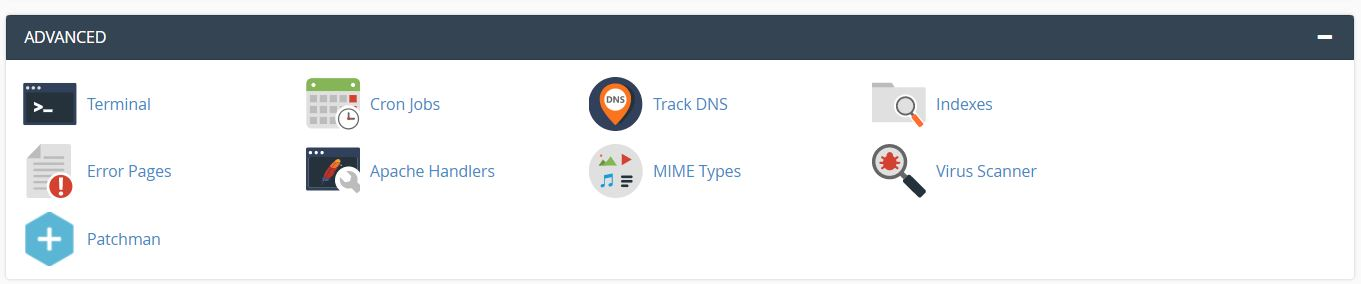 ADVANCED
Terminal
Cron Jobs
DNS
Track DNS
Indexes
Error Pages
Apache Handlers
MIME Types
Virus Scanner
Patchman